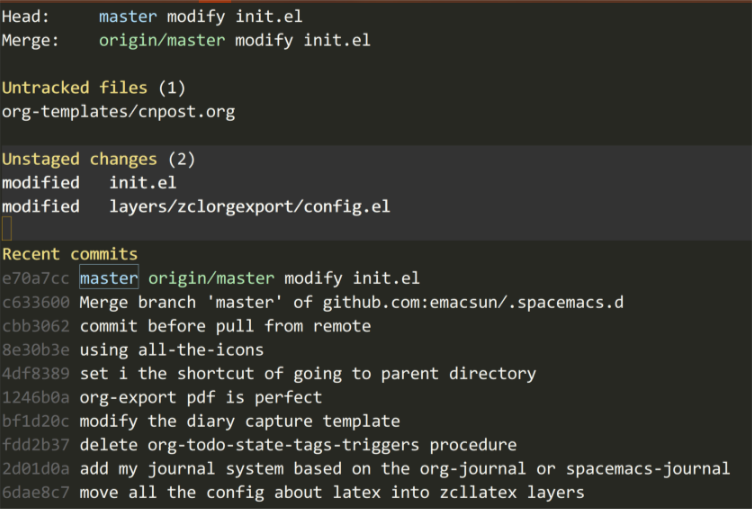 Head: master modify init.el
Merge: origin/master modify init.el
Untracked files (1)
org-templates/cnpost.org
Unstaged changes (2)
modified init.el
modified layers/zclorgexport/config.el
Recent commits
e70a7cc master origin/master modify init.el
c633600 Merge branch 'master' of github.com:emacsun/.spacemacs.d
cbb3062 commit before pull from remote
8e30b3e using all-the-icons
4df8389 set i the shortcut of going to parent directory
1246b0a org-export pdf is perfect
bf1d20c modify the diary capture template
fdd2b37 delete org-todo-state-tags-triggers procedure
2d01d0a add my journal system based on the org-journal or spacemacs-journal
6dae8c7 move all the config about latex into zcllatex layers